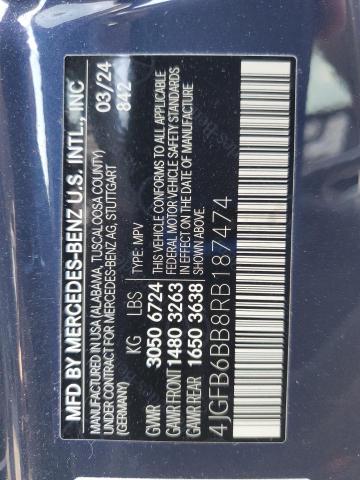 MFD BY MERCEDES-BENZ U.S. INTL., INC
MANUFACTURED IN USA (ALABAMA, TUSCALOOSA COUNTY)
UNDER CONTRACT FOR MERCEDES-BENZ AG, STUTTGART
(GERMANY)
03/24
842
KG LBS TYPE: MPV
GVWR 3050 6724
GAWR FRONT 1480 3263
GAWR REAR 1650 3638
THIS VEHICLE CONFORMS TO ALL APPLICABLE
FEDERAL MOTOR VEHICLE SAFETY STANDARDS
IN EFFECT ON THE DATE OF MANUFACTURE
SHOWN ABOVE.
4JGFB6BB8RB187474